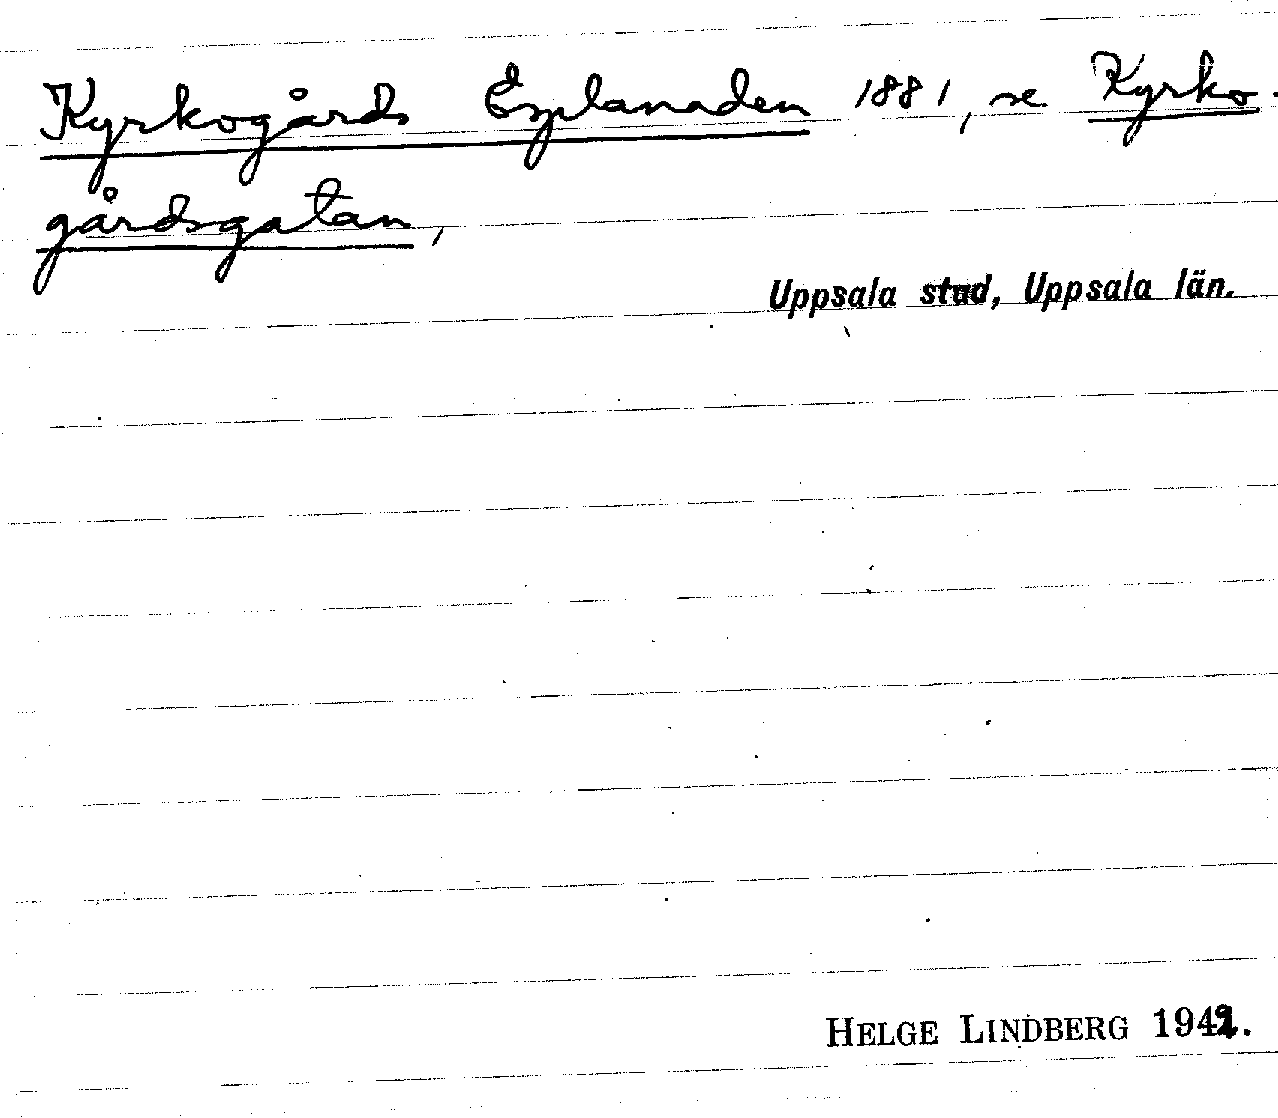 Kyrkogårds Esplanaden 1881, se Kyrko-
gårdsgatan,
Uppsala stad, Uppsala län.
HELGE LINDBERG